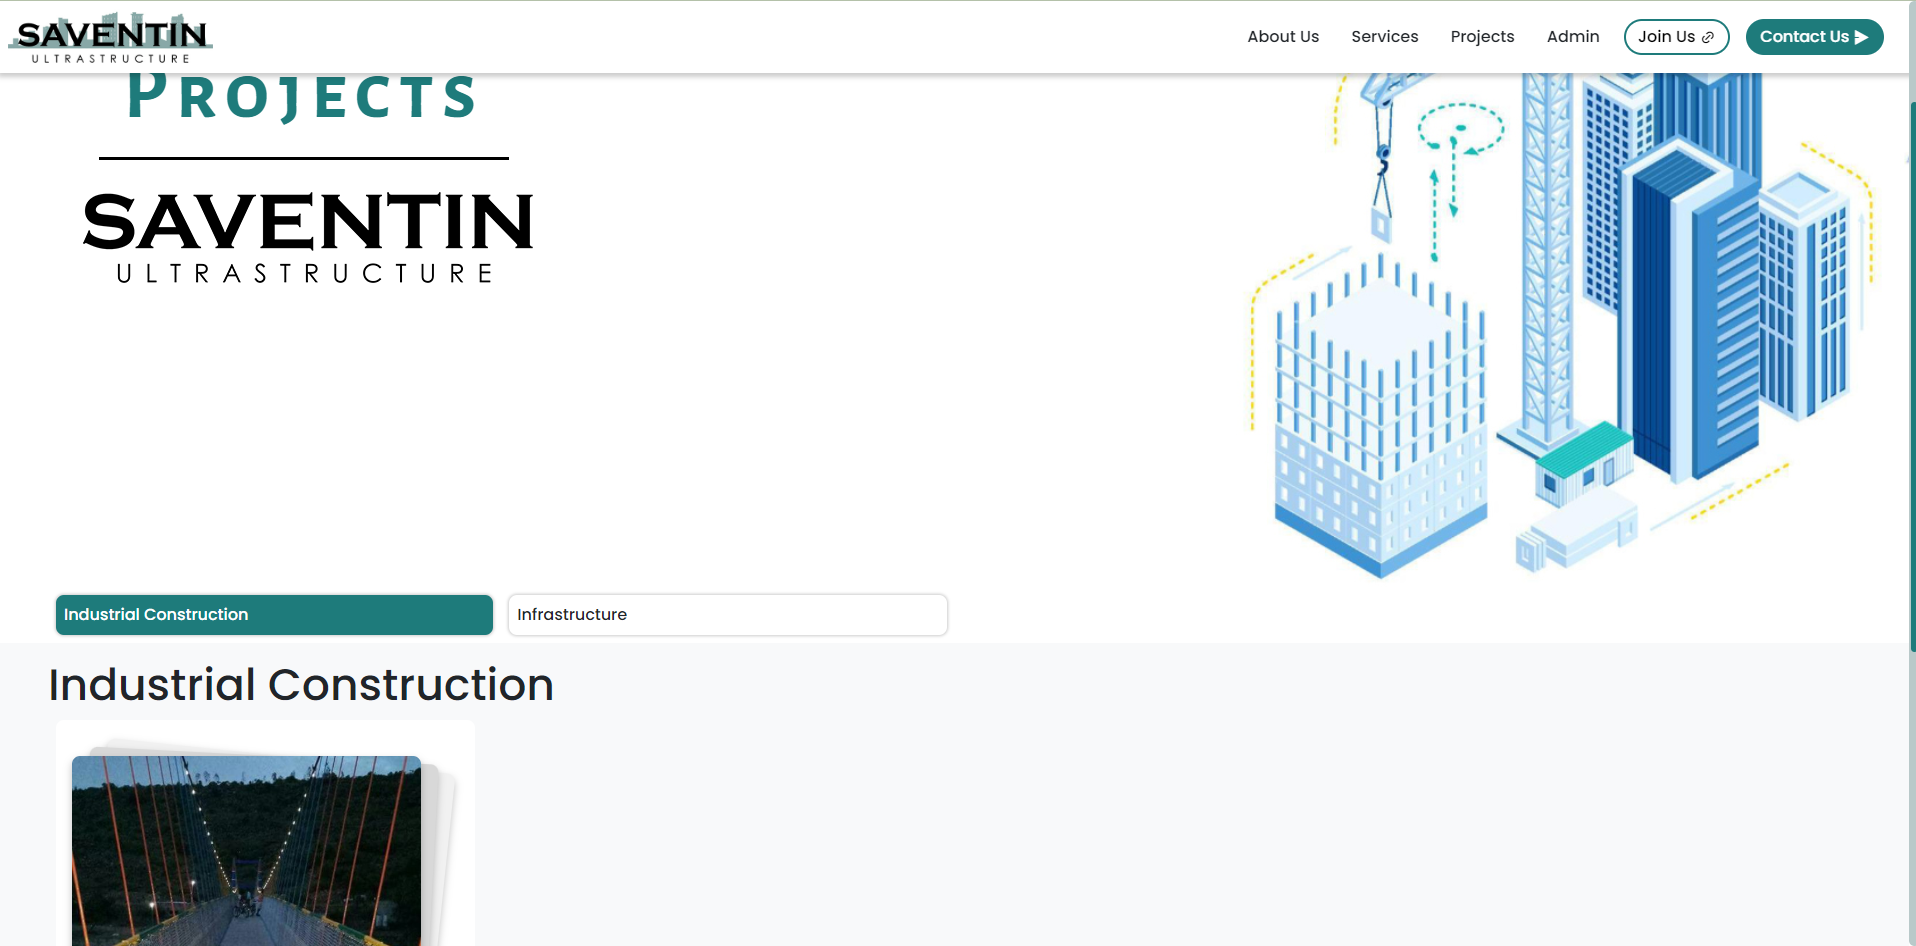 SAVENTIN
ULTRASTRUCTURE
About Us
Services
Projects
Admin
Join Us
Contact Us
PROJECTS
SAVENTIN
ULTRASTRUCTURE
Industrial Construction
Infrastructure
Industrial Construction